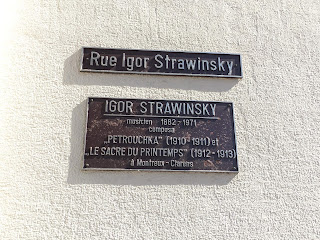 Rue Igor Strawinsky
IGOR STRAWINSKY
musicien 1882 - 1971
composa
„PETROUCHKA” (1910-1911) et
„LE SACRE DU PRINTEMPS” (1912-1913)
à Montreux - Clarens